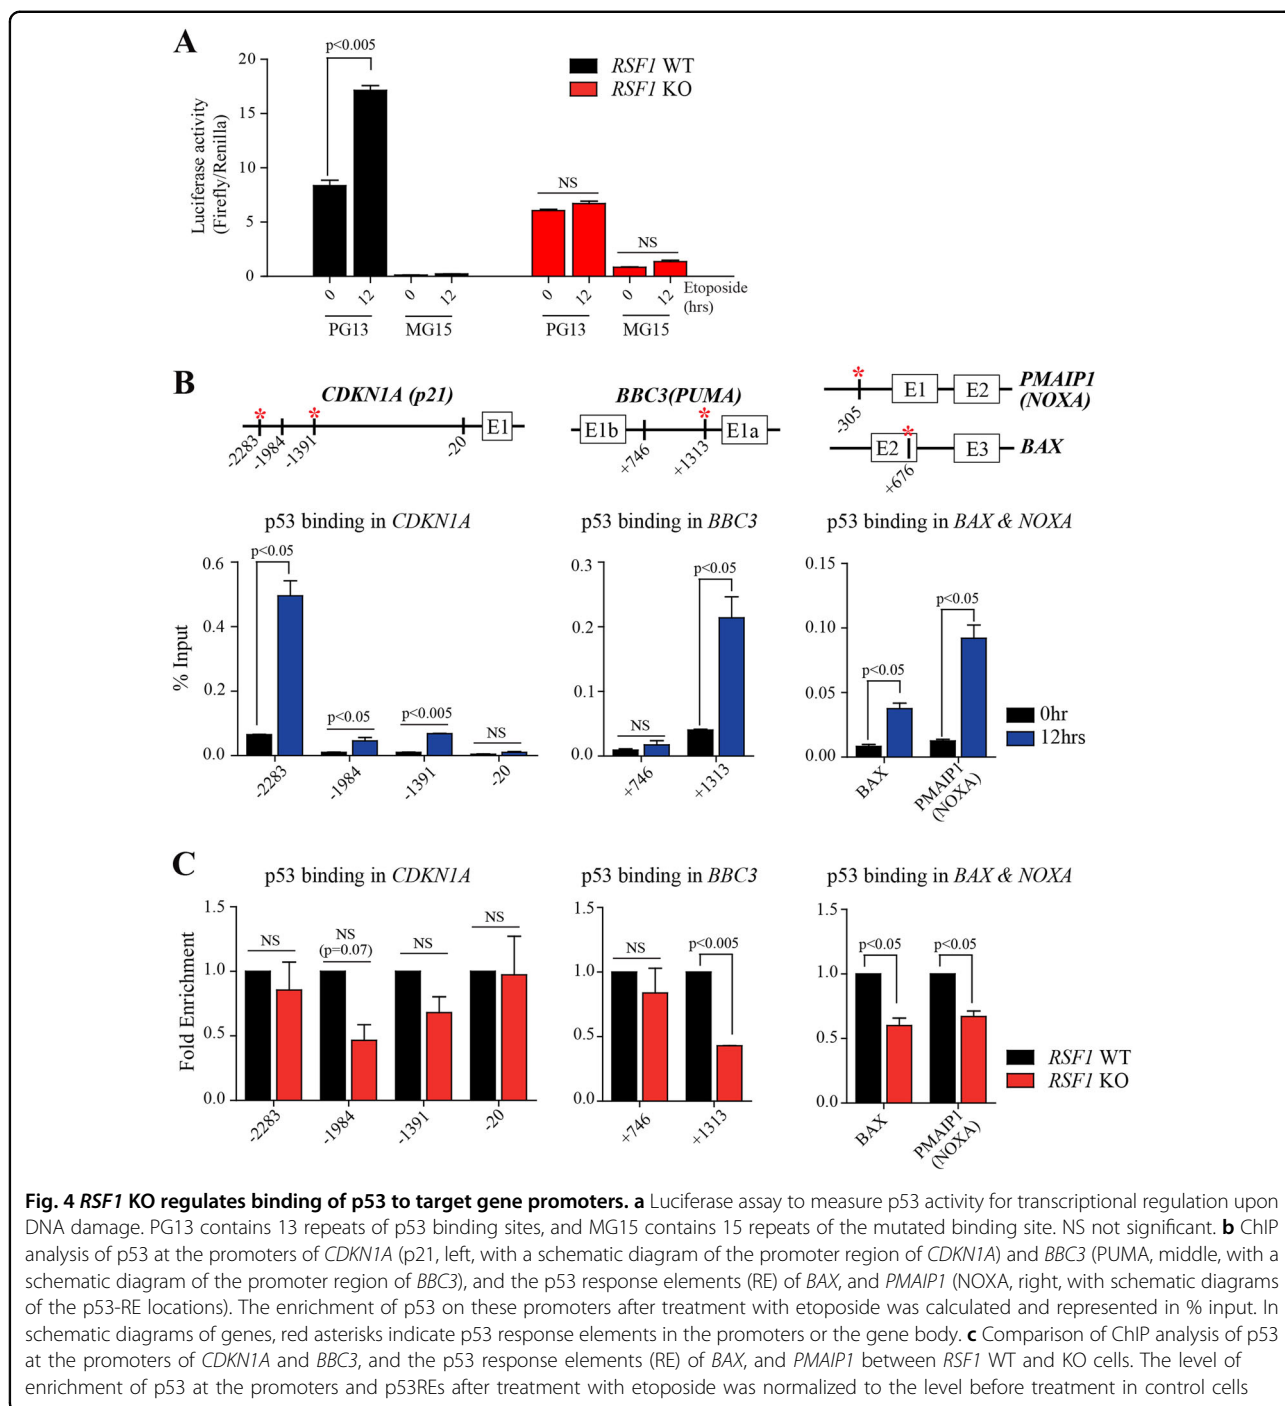 A
p<0.005
20
15
10
5
0
Luciferase activity
(Firefly/Renilla)
RSF1 WT
RSF1 KO
NS
NS
0 12 0 12 0 12 0 12
Etoposide
(hrs)
PG13 MG15 PG13 MG15
B
CDKN1A (p21)
* *
E1
-2283 -1984 -1391 -20
BBC3(PUMA)
*
E1b E1a
+746 +1313
*
E1 E2
PMAIP1
(NOXA)
-305
*
E2 E3
BAX
+676
p53 binding in CDKN1A
% Input
0.6
0.4
0.2
0.0
p<0.05
p<0.05
p<0.005
NS
-2283 -1984 -1391 -20
p53 binding in BBC3
0.3
0.2
0.1
0.0
NS
p<0.05
+746 +1313
p53 binding in BAX & NOXA
0.15
0.10
0.05
0.00
p<0.05
p<0.05
BAX
PMAIP1
(NOXA)
0hr
12hrs
C
p53 binding in CDKN1A
Fold Enrichment
1.5
1.0
0.5
0.0
NS
NS
(p=0.07)
NS
NS
-2283 -1984 -1391 -20
p53 binding in BBC3
1.5
1.0
0.5
0.0
NS
p<0.005
+746 +1313
p53 binding in BAX & NOXA
1.5
1.0
0.5
0.0
p<0.05
p<0.05
BAX
PMAIP1
(NOXA)
RSF1 WT
RSF1 KO
Fig. 4 RSF1 KO regulates binding of p53 to target gene promoters. a Luciferase assay to measure p53 activity for transcriptional regulation upon
DNA damage. PG13 contains 13 repeats of p53 binding sites, and MG15 contains 15 repeats of the mutated binding site. NS not significant. b ChIP
analysis of p53 at the promoters of CDKN1A (p21, left, with a schematic diagram of the promoter region of CDKN1A) and BBC3 (PUMA, middle, with a
schematic diagram of the promoter region of BBC3), and the p53 response elements (RE) of BAX, and PMAIP1 (NOXA, right, with schematic diagrams
of the p53-RE locations). The enrichment of p53 on these promoters after treatment with etoposide was calculated and represented in % input. In
schematic diagrams of genes, red asterisks indicate p53 response elements in the promoters or the gene body. c Comparison of ChIP analysis of p53
at the promoters of CDKN1A and BBC3, and the p53 response elements (RE) of BAX, and PMAIP1 between RSF1 WT and KO cells. The level of
enrichment of p53 at the promoters and p53REs after treatment with etoposide was normalized to the level before treatment in control cells